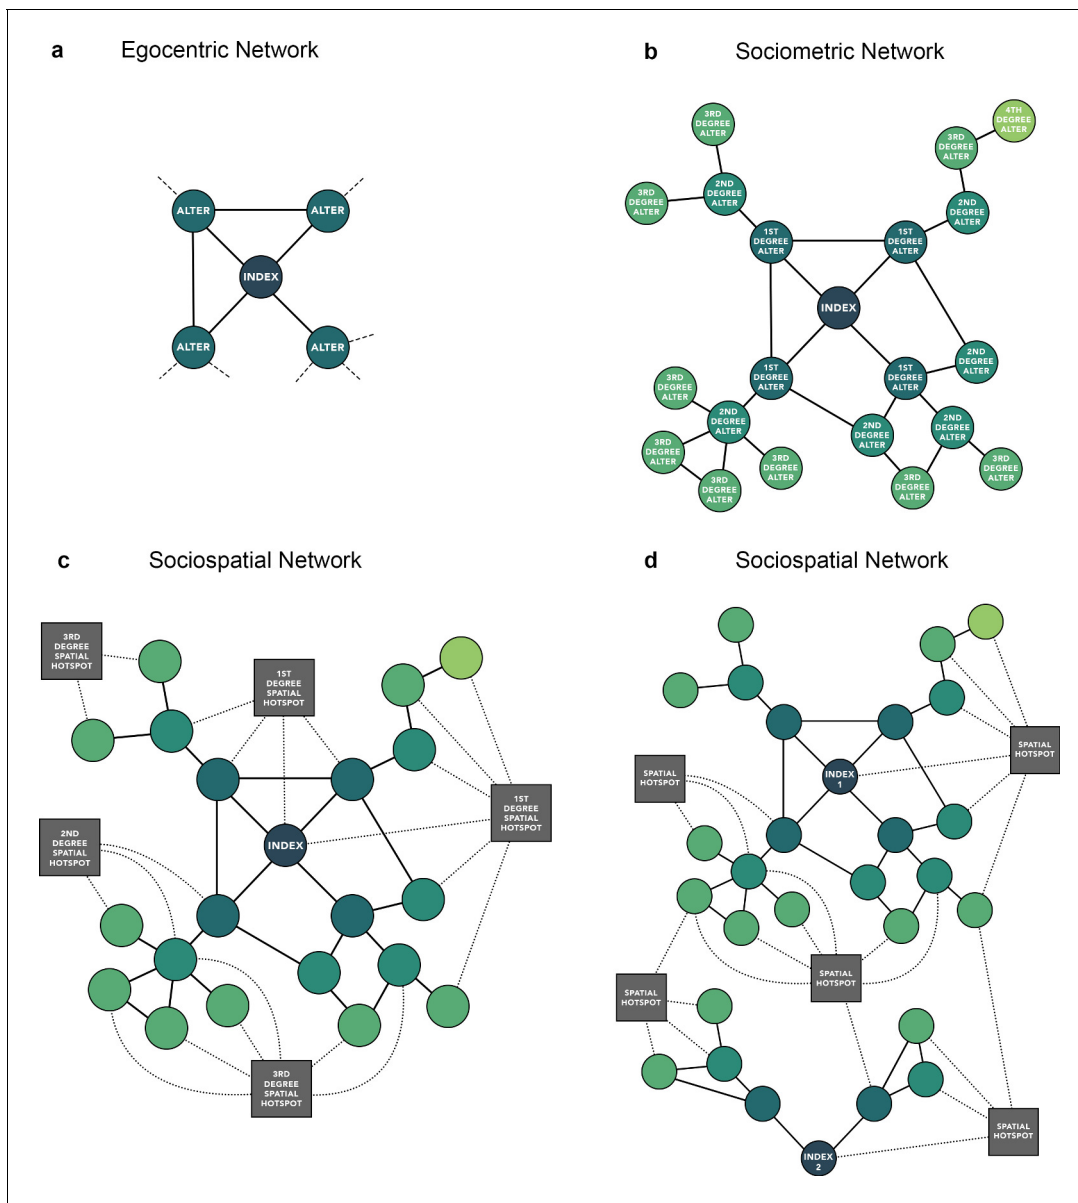 a Egocentric Network
ALTER
ALTER
INDEX
ALTER
ALTER
b Sociometric Network
3RD
DEGREE
ALTER
4TH
DEGREE
ALTER
3RD
DEGREE
ALTER
3RD
DEGREE
ALTER
2ND
DEGREE
ALTER
2ND
DEGREE
ALTER
1ST
DEGREE
ALTER
1ST
DEGREE
ALTER
INDEX
2ND
DEGREE
ALTER
1ST
DEGREE
ALTER
1ST
DEGREE
ALTER
3RD
DEGREE
ALTER
2ND
DEGREE
ALTER
2ND
DEGREE
ALTER
2ND
DEGREE
ALTER
3RD
DEGREE
ALTER
3RD
DEGREE
ALTER
3RD
DEGREE
ALTER
3RD
DEGREE
ALTER
3RD
DEGREE
ALTER
c Sociospatial Network
3RD
DEGREE
SPATIAL
HOTSPOT
1ST
DEGREE
SPATIAL
HOTSPOT
1ST
DEGREE
SPATIAL
HOTSPOT
2ND
DEGREE
SPATIAL
HOTSPOT
INDEX
3RD
DEGREE
SPATIAL
HOTSPOT
d Sociospatial Network
SPATIAL
HOTSPOT
SPATIAL
HOTSPOT
INDEX
1
SPATIAL
HOTSPOT
SPATIAL
HOTSPOT
SPATIAL
HOTSPOT
INDEX
2